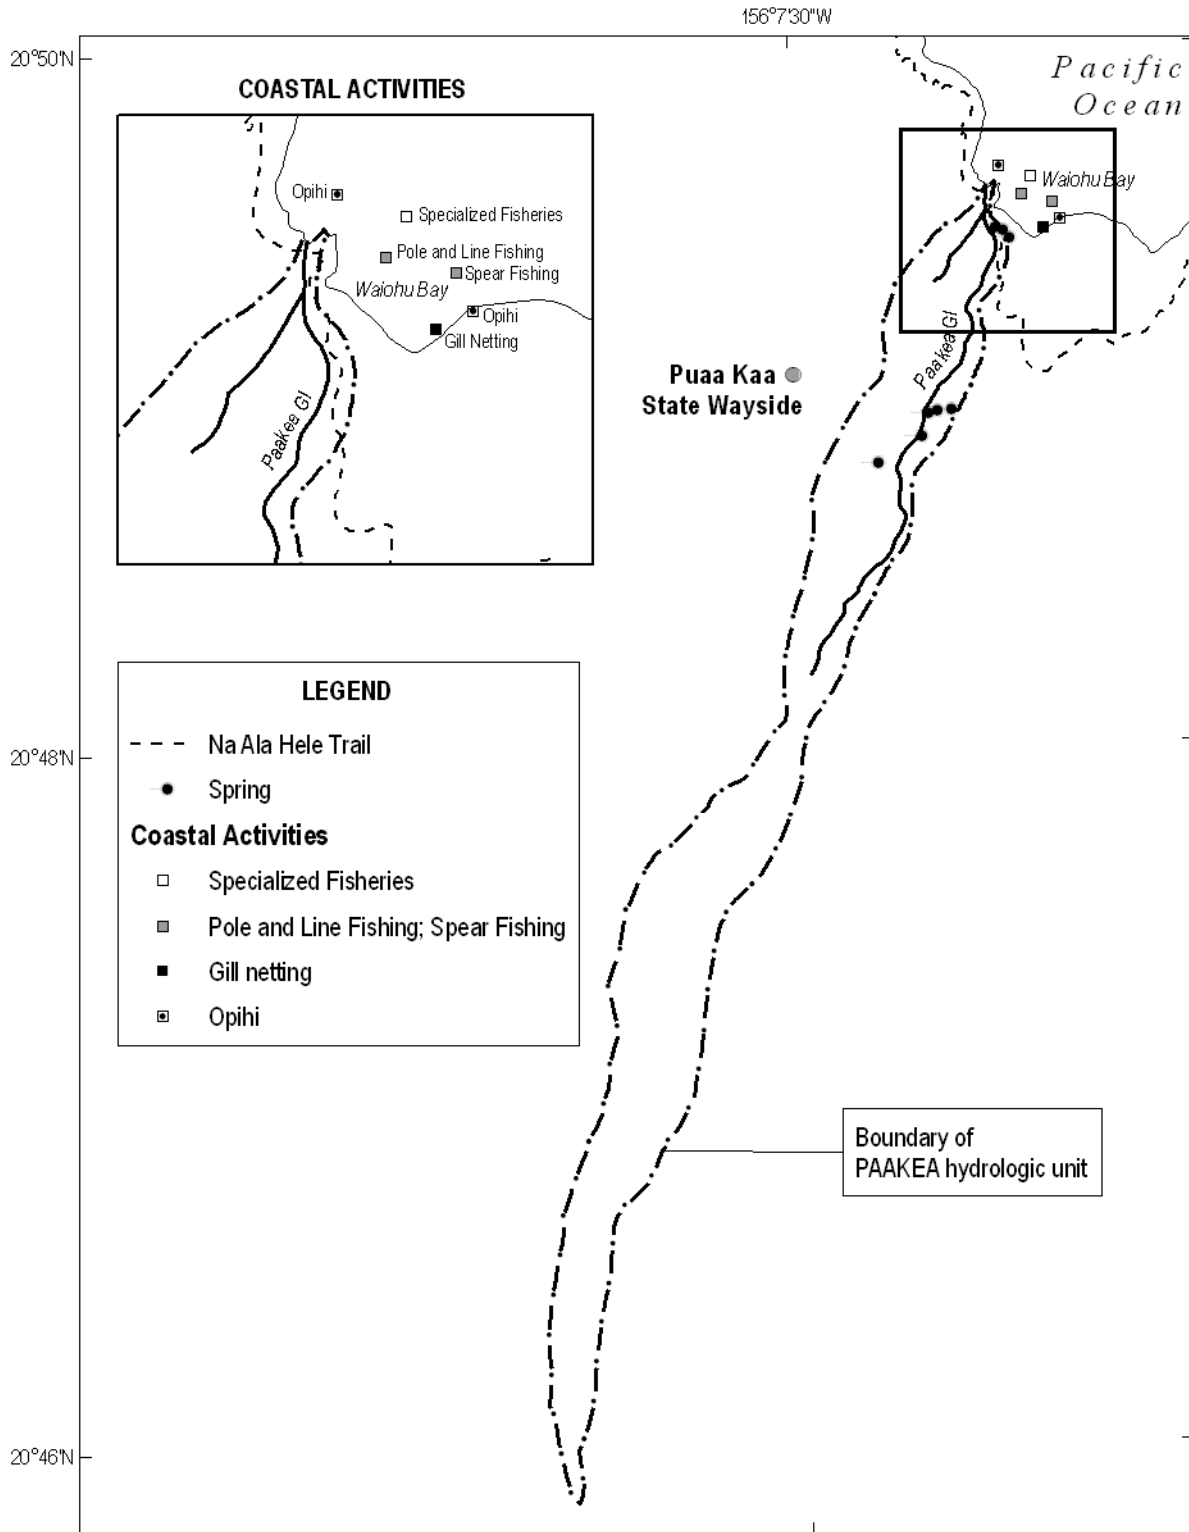 156°7'30"W
20°50'N
Pacific
Ocean
COASTAL ACTIVITIES
Opihi
Specialized Fisheries
Pole and Line Fishing
Spear Fishing
Waiohu Bay
Opihi
Gill Netting
Paakea Gl
Waiohu Bay
Paakea Gl
Puaa Kaa
State Wayside
LEGEND
Na Ala Hele Trail
Spring
Coastal Activities
Specialized Fisheries
Pole and Line Fishing; Spear Fishing
Gill netting
Opihi
20°48'N
Boundary of
PAAKEA hydrologic unit
20°46'N